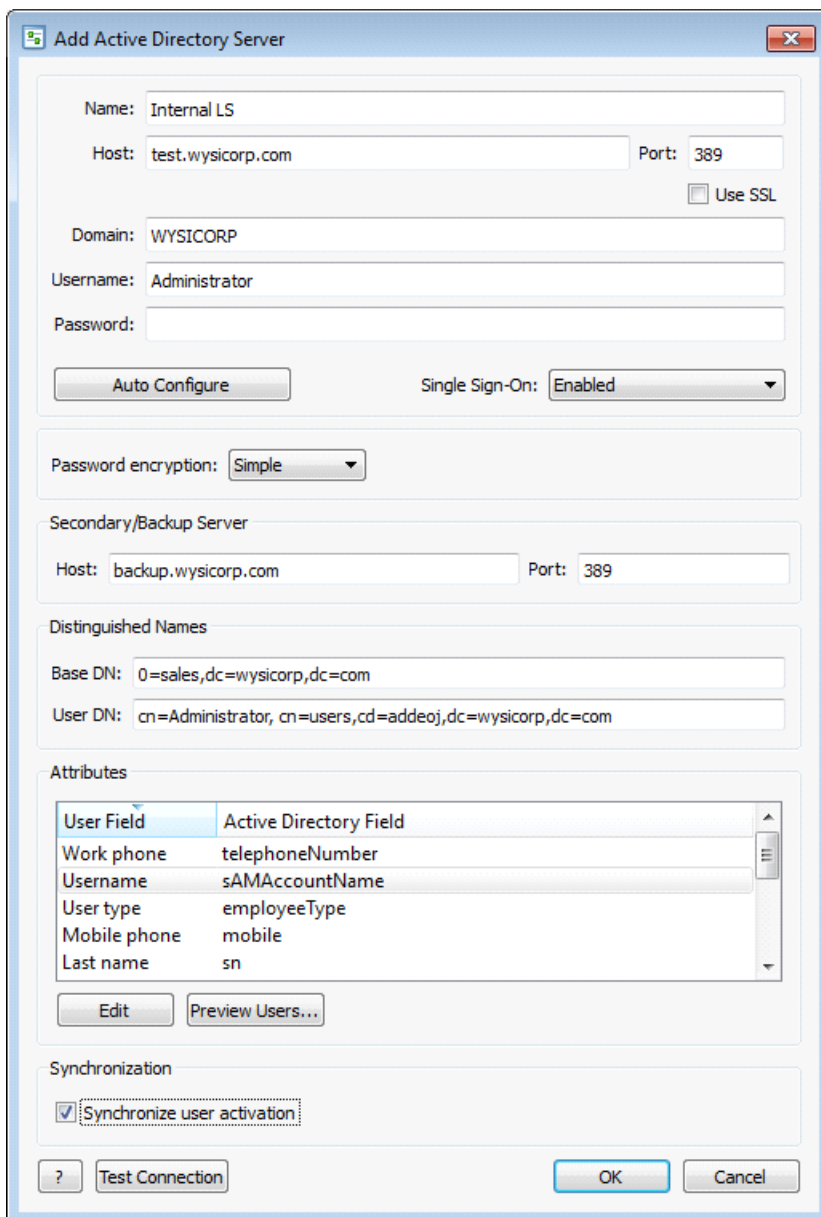 Add Active Directory Server
Name: Internal LS
Host: test.wysicorp.com Port: 389
Use SSL
Domain: WYSICORP
Username: Administrator
Password:
Auto Configure Single Sign-On: Enabled
Password encryption: Simple
Secondary/Backup Server
Host: backup.wysicorp.com Port: 389
Distinguished Names
Base DN: 0=sales,dc=wysicorp,dc=com
User DN: cn=Administrator, cn=users,cd=addeoj,dc=wysicorp,dc=com
Attributes
User Field Active Directory Field
Work phone telephoneNumber
Username sAMAccountName
User type employeeType
Mobile phone mobile
Last name sn
Edit Preview Users...
Synchronization
Synchronize user activation
? Test Connection OK Cancel